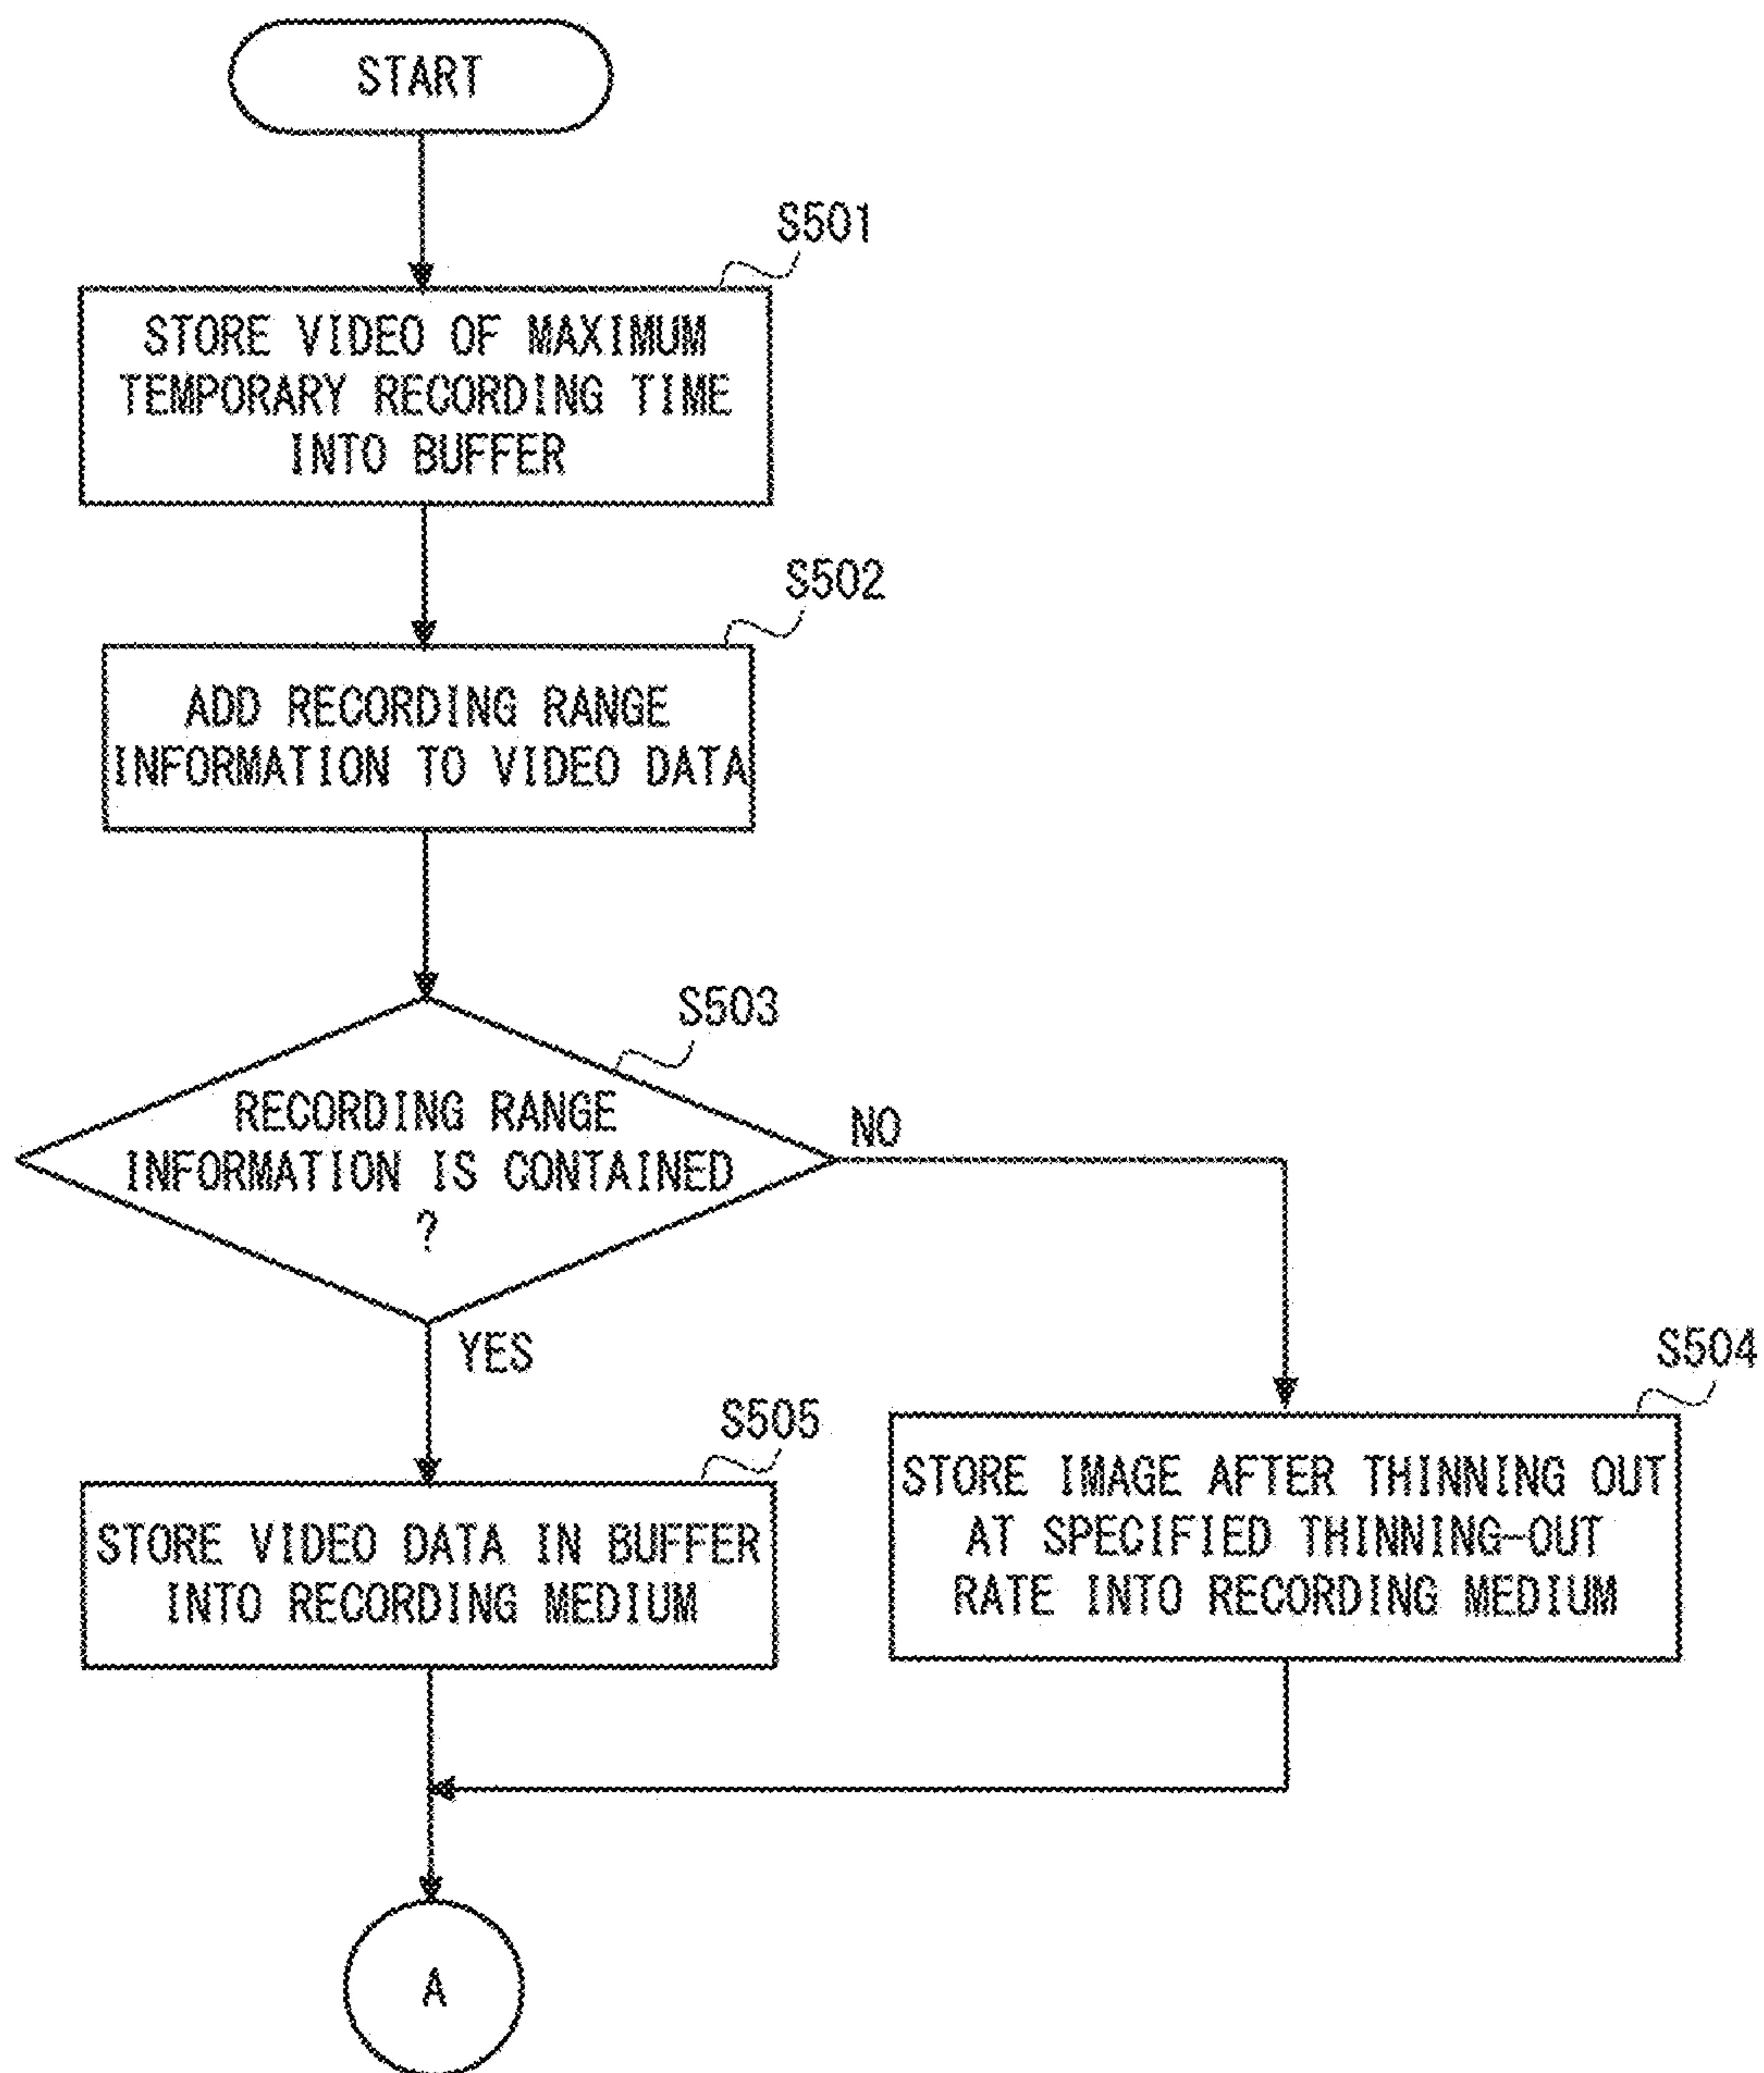 START
S501
STORE VIDEO OF MAXIMUM
TEMPORARY RECORDING TIME
INTO BUFFER
S502
ADD RECORDING RANGE
INFORMATION TO VIDEO DATA
S503
RECORDING RANGE
INFORMATION IS CONTAINED
?
NO
YES
S504
STORE IMAGE AFTER THINNING OUT
AT SPECIFIED THINNING-OUT
RATE INTO RECORDING MEDIUM
S505
STORE VIDEO DATA IN BUFFER
INTO RECORDING MEDIUM
A